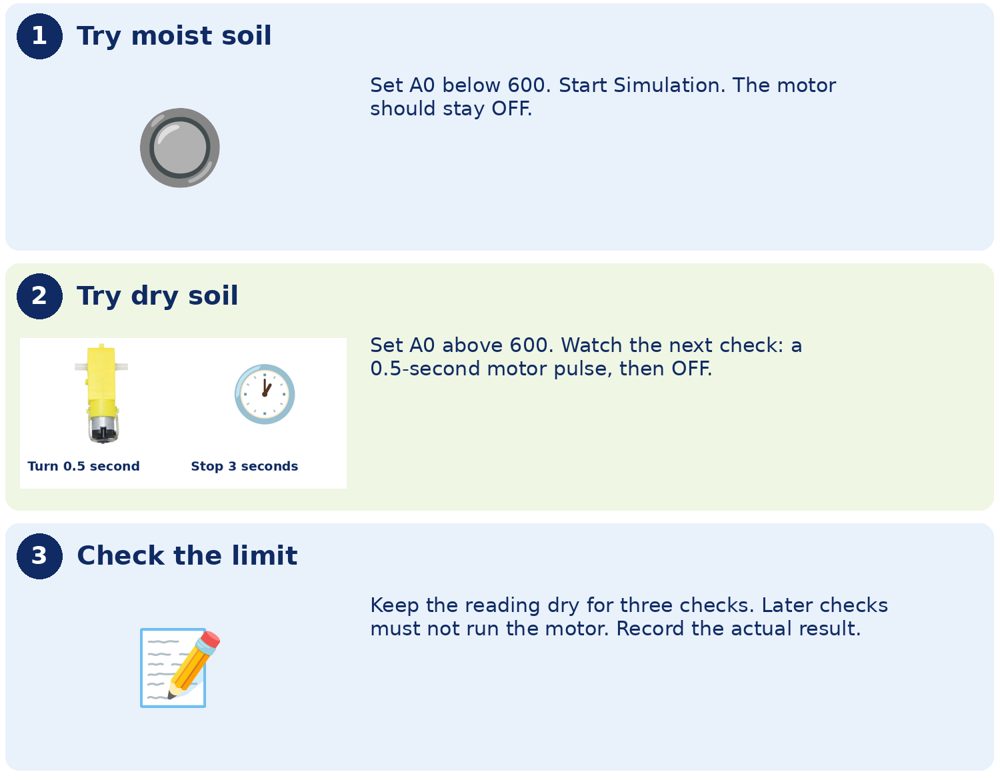 1
Try moist soil
Set A0 below 600. Start Simulation. The motor
should stay OFF.
2
Try dry soil
Set A0 above 600. Watch the next check: a
0.5-second motor pulse, then OFF.
Turn 0.5 second
Stop 3 seconds
3
Check the limit
Keep the reading dry for three checks. Later checks
must not run the motor. Record the actual result.